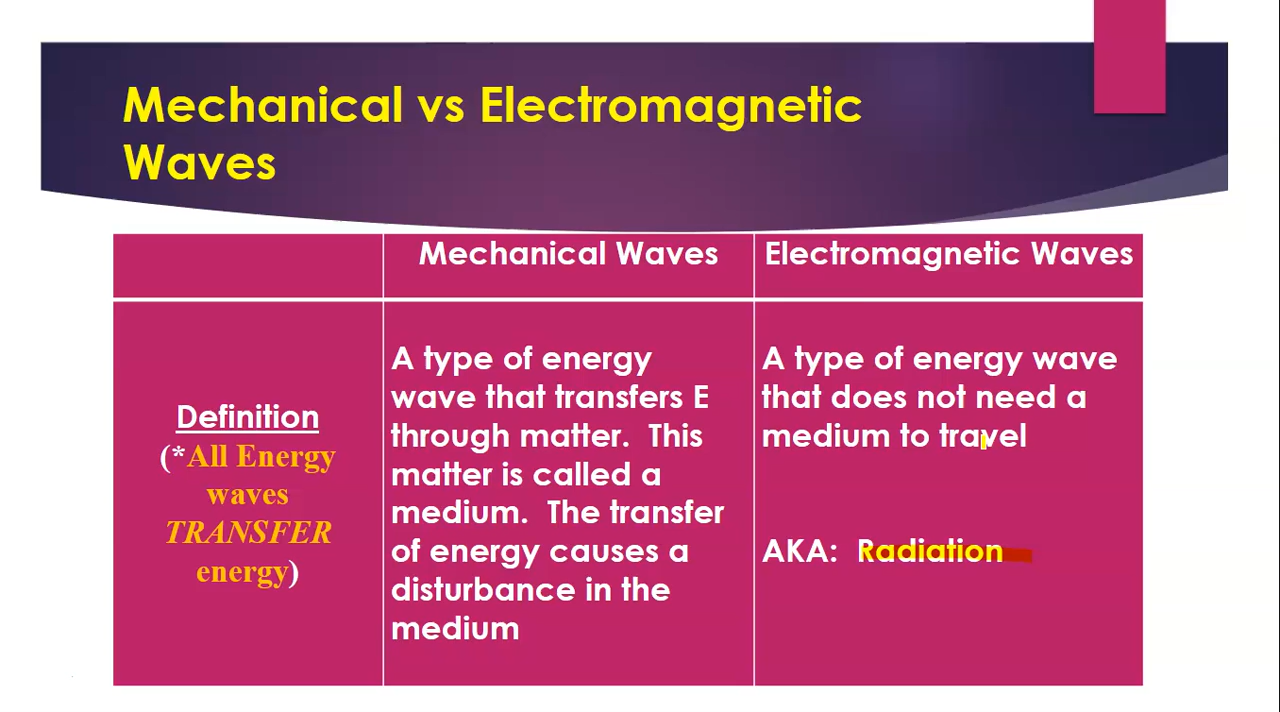 Mechanical vs Electromagnetic
Waves
Mechanical Waves
Electromagnetic Waves
Definition
(*All Energy
waves
TRANSFER
energy)
A type of energy
wave that transfers E
through matter.  This
matter is called a
medium.  The transfer
of energy causes a
disturbance in the
medium
A type of energy wave
that does not need a
medium to travel
AKA:  Radiation